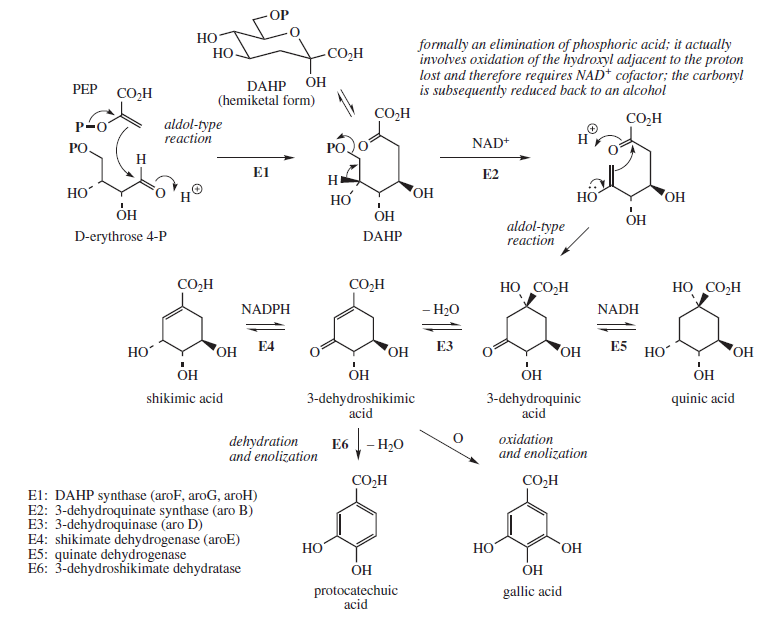 OP
HO
O
HO
CO₂H
OH
DAHP
(hemiketal form)
formally an elimination of phosphoric acid; it actually
involves oxidation of the hydroxyl adjacent to the proton
lost and therefore requires NAD⁺ cofactor; the carbonyl
is subsequently reduced back to an alcohol
PEP
CO₂H
P–O
PO
H
HO
O
H⊕
OH
D-erythrose 4-P
aldol-type
reaction
E1
CO₂H
PO
O
H
HO
OH
OH
DAHP
NAD⁺
E2
CO₂H
H⊕
O
HO
OH
OH
aldol-type
reaction
CO₂H
HO
OH
OH
shikimic acid
NADPH
E4
CO₂H
O
OH
OH
3-dehydroshikimic
acid
– H₂O
E3
HO CO₂H
O
OH
OH
3-dehydroquinic
acid
NADH
E5
HO CO₂H
HO
OH
OH
quinic acid
dehydration
and enolization
E6
– H₂O
O
oxidation
and enolization
CO₂H
HO
OH
protocatechuic
acid
CO₂H
HO
OH
OH
gallic acid
E1: DAHP synthase (aroF, aroG, aroH)
E2: 3-dehydroquinate synthase (aro B)
E3: 3-dehydroquinase (aro D)
E4: shikimate dehydrogenase (aroE)
E5: quinate dehydrogenase
E6: 3-dehydroshikimate dehydratase